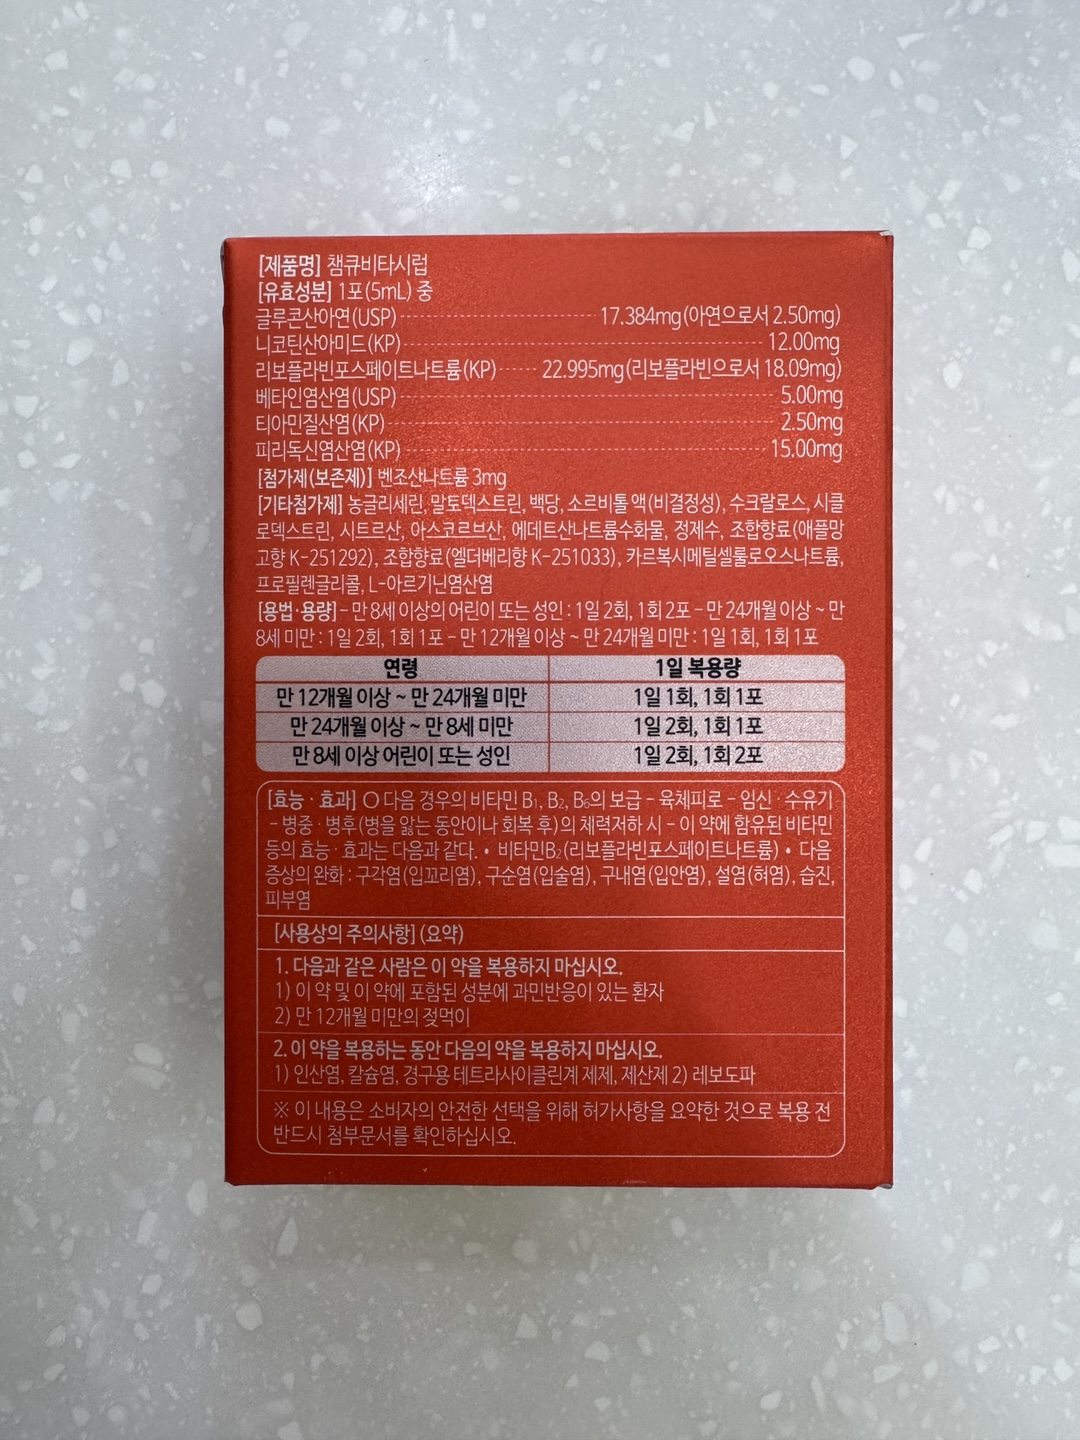 [제품명] 챔큐비타시럽
[유효성분] 1포(5mL) 중
글루콘산아연(USP) 17.384mg(아연으로서 2.50mg)
니코틴산아미드(KP) 12.00mg
리보플라빈포스페이트나트륨(KP) 22.995mg(리보플라빈으로서 18.09mg)
베타인염산염(USP) 5.00mg
티아민질산염(KP) 2.50mg
피리독신염산염(KP) 15.00mg
[첨가제(보존제)] 벤조산나트륨 3mg
[기타첨가제] 농글리세린, 말토덱스트린, 백당, 소르비톨 액(비결정성), 수크랄로스, 시클
로덱스트린, 시트르산, 아스코르브산, 에데트산나트륨수화물, 정제수, 조합향료(애플망
고향 K-251292), 조합향료(엘더베리향 K-251033), 카르복시메틸셀룰로오스나트륨,
프로필렌글리콜, L-아르기닌염산염
[용법·용량] - 만 8세 이상의 어린이 또는 성인 : 1일 2회, 1회 2포 - 만 24개월 이상 ~ 만
8세 미만 : 1일 2회, 1회 1포 - 만 12개월 이상 ~ 만 24개월 미만 : 1일 1회, 1회 1포
연령 1일 복용량
만 12개월 이상 ~ 만 24개월 미만 1일 1회, 1회 1포
만 24개월 이상 ~ 만 8세 미만 1일 2회, 1회 1포
만 8세 이상 어린이 또는 성인 1일 2회, 1회 2포
[효능·효과] ○ 다음 경우의 비타민 B₁, B₂, B₆의 보급 - 육체피로 - 임신·수유기
- 병중·병후(병을 앓는 동안이나 회복 후)의 체력저하 시 - 이 약에 함유된 비타민
등의 효능·효과는 다음과 같다. • 비타민B₂(리보플라빈포스페이트나트륨) • 다음
증상의 완화 : 구각염(입꼬리염), 구순염(입술염), 구내염(입안염), 설염(혀염), 습진,
피부염
[사용상의 주의사항] (요약)
1. 다음과 같은 사람은 이 약을 복용하지 마십시오.
1) 이 약 및 이 약에 포함된 성분에 과민반응이 있는 환자
2) 만 12개월 미만의 젖먹이
2. 이 약을 복용하는 동안 다음의 약을 복용하지 마십시오.
1) 인산염, 칼슘염, 경구용 테트라사이클린계 제제, 제산제 2) 레보도파
※ 이 내용은 소비자의 안전한 선택을 위해 허가사항을 요약한 것으로 복용 전
반드시 첨부문서를 확인하십시오.